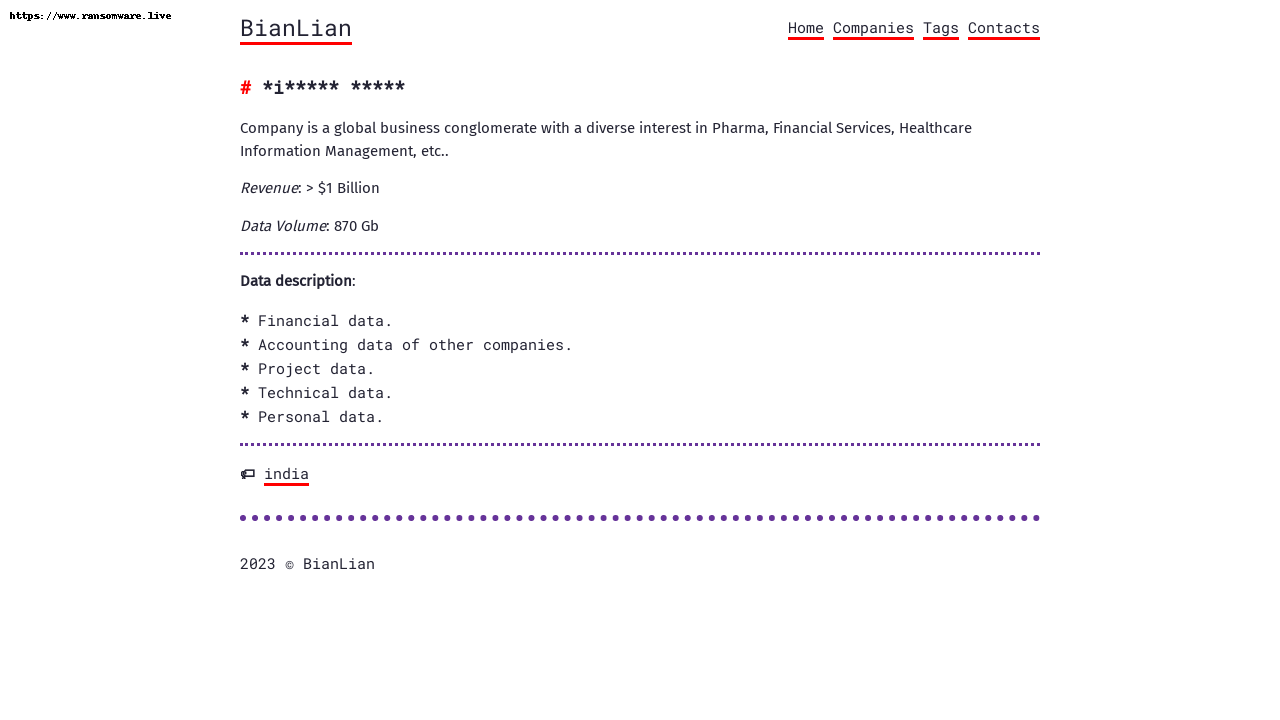 https://www.ransomware.live
BianLian
Home Companies Tags Contacts
# *i***** *****
Company is a global business conglomerate with a diverse interest in Pharma, Financial Services, Healthcare
Information Management, etc..
Revenue: > $1 Billion
Data Volume: 870 Gb
Data description:
* Financial data.
* Accounting data of other companies.
* Project data.
* Technical data.
* Personal data.
india
2023 © BianLian